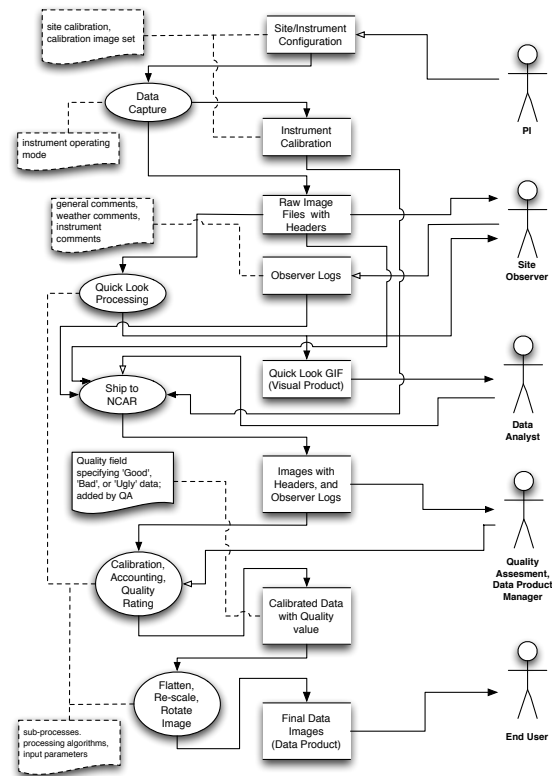 site calibration,
calibration image set
Site/Instrument
Configuration
PI
Data
Capture
instrument operating
mode
Instrument
Calibration
general comments,
weather comments,
instrument
comments
Raw Image
Files with
Headers
Site
Observer
Observer Logs
Quick Look
Processing
Quick Look GIF
(Visual Product)
Ship to
NCAR
Data
Analyst
Quality field
specifying 'Good',
'Bad', or 'Ugly' data;
added by QA
Images with
Headers, and
Observer Logs
Quality
Assesment,
Data Product
Manager
Calibration,
Accounting,
Quality
Rating
Calibrated Data
with Quality
value
Flatten,
Re-scale,
Rotate
Image
Final Data
Images
(Data Product)
End User
sub-processes.
processing algorithms,
input parameters